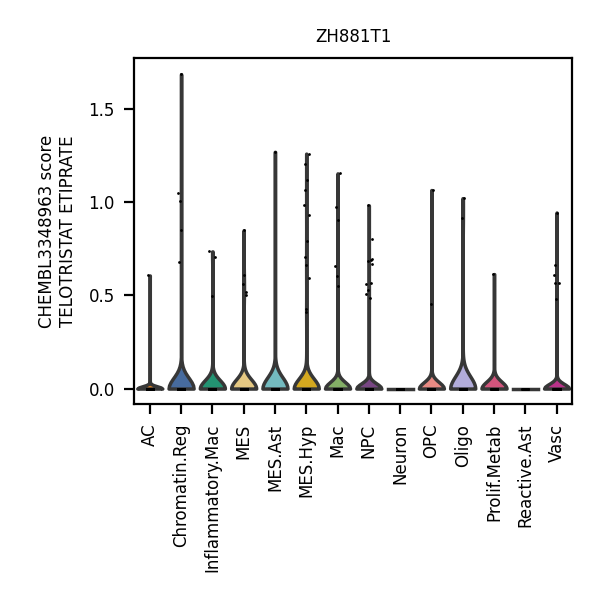 ZH881T1
CHEMBL3348963 score
TELOTRISTAT ETIPRATE
1.5
1.0
0.5
0.0
AC
Chromatin.Reg
Inflammatory.Mac
MES
MES.Ast
MES.Hyp
Mac
NPC
Neuron
OPC
Oligo
Prolif.Metab
Reactive.Ast
Vasc